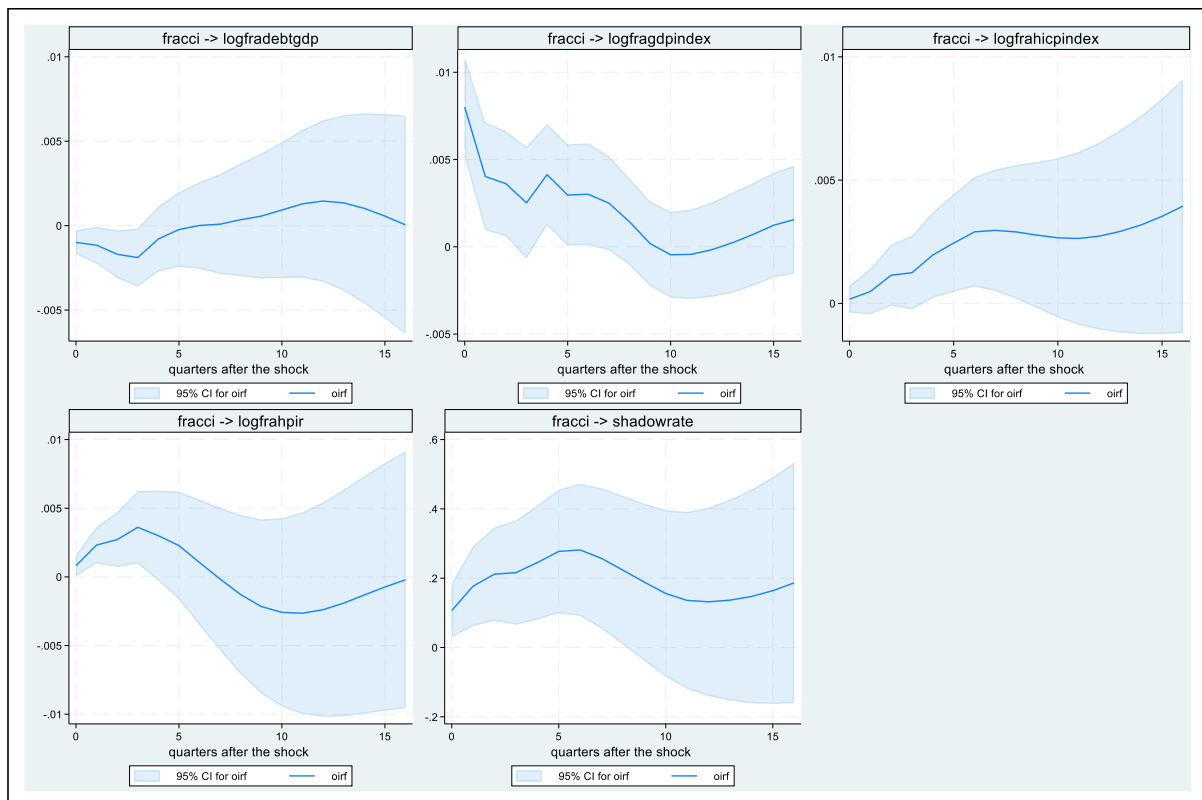 fracci -> logfradebtgdp
.01
.005
0
-.005
0 5 10 15
quarters after the shock
95% CI for oirf oirf
fracci -> logfragdpindex
.01
.005
0
-.005
0 5 10 15
quarters after the shock
95% CI for oirf oirf
fracci -> logfrahicpindex
.01
.005
0
0 5 10 15
quarters after the shock
95% CI for oirf oirf
fracci -> logfrahpir
.01
.005
0
-.005
-.01
0 5 10 15
quarters after the shock
95% CI for oirf oirf
fracci -> shadowrate
.6
.4
.2
0
-.2
0 5 10 15
quarters after the shock
95% CI for oirf oirf